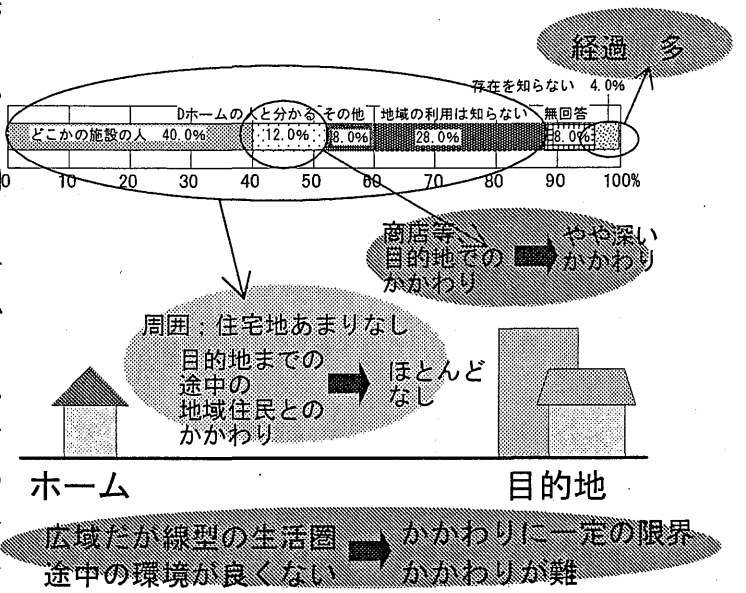 経過 多
存在を知らない 4.0%
Dホームの人と分かる その他 地域の利用は知らない 無回答
どこかの施設の人 40.0% 12.0% 8.0% 28.0% 8.0%
0 10 20 30 40 50 60 70 80 90 100%
商店等
目的地での
かかわり
やや深い
かかわり
周囲：住宅地あまりなし
目的地までの
途中の
地域住民との
かかわり
ほとんど
なし
ホーム
目的地
広域だが線型の生活圏
途中の環境が良くない
かかわりに一定の限界
かかわりが難